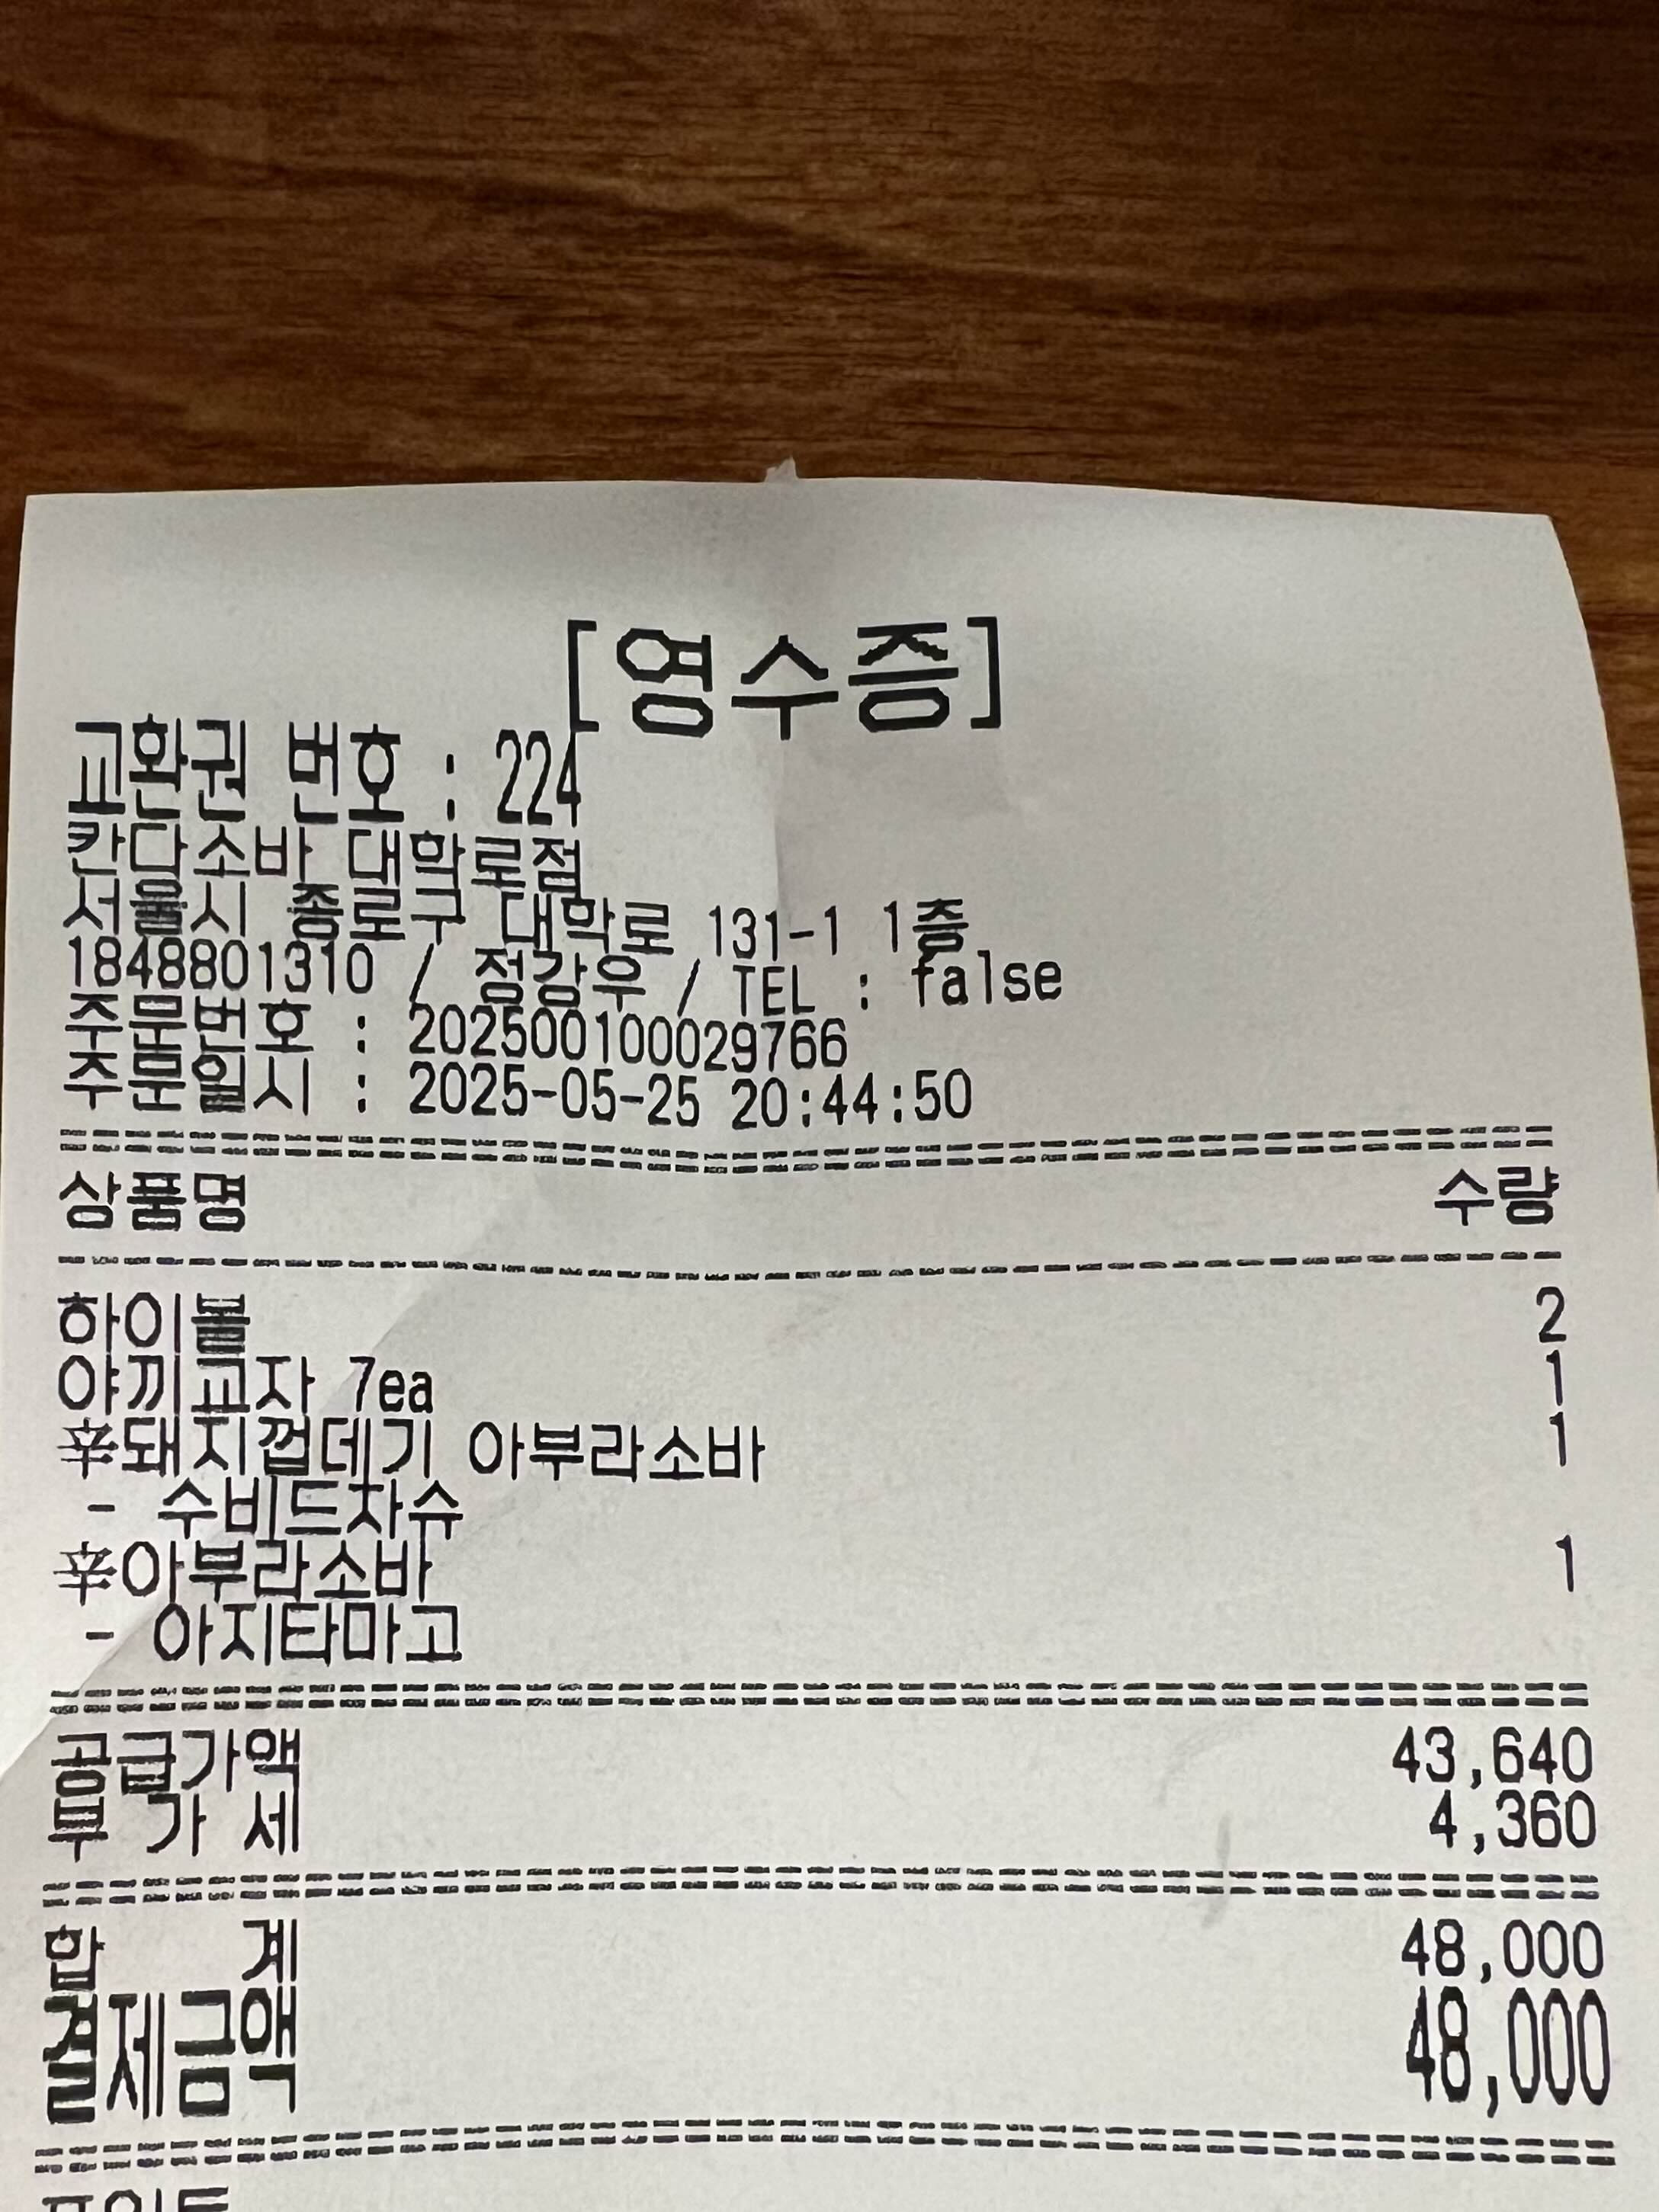 [영수증]
교환권 번호 : 224
칸다소바 대학로점
서울시 종로구 대학로 131-1 1층
1848801310 / 정강우 / TEL : false
주문번호 : 202500100029766
주문일시 : 2025-05-25 20:44:50
상품명 수량
하이볼 2
야끼교자 7ea 1
辛돼지껍데기 아부라소바 1
- 수비드차슈
辛아부라소바 1
- 아지타마고
공급가액 43,640
부 가 세 4,360
합 계 48,000
결제금액 48,000
포인트